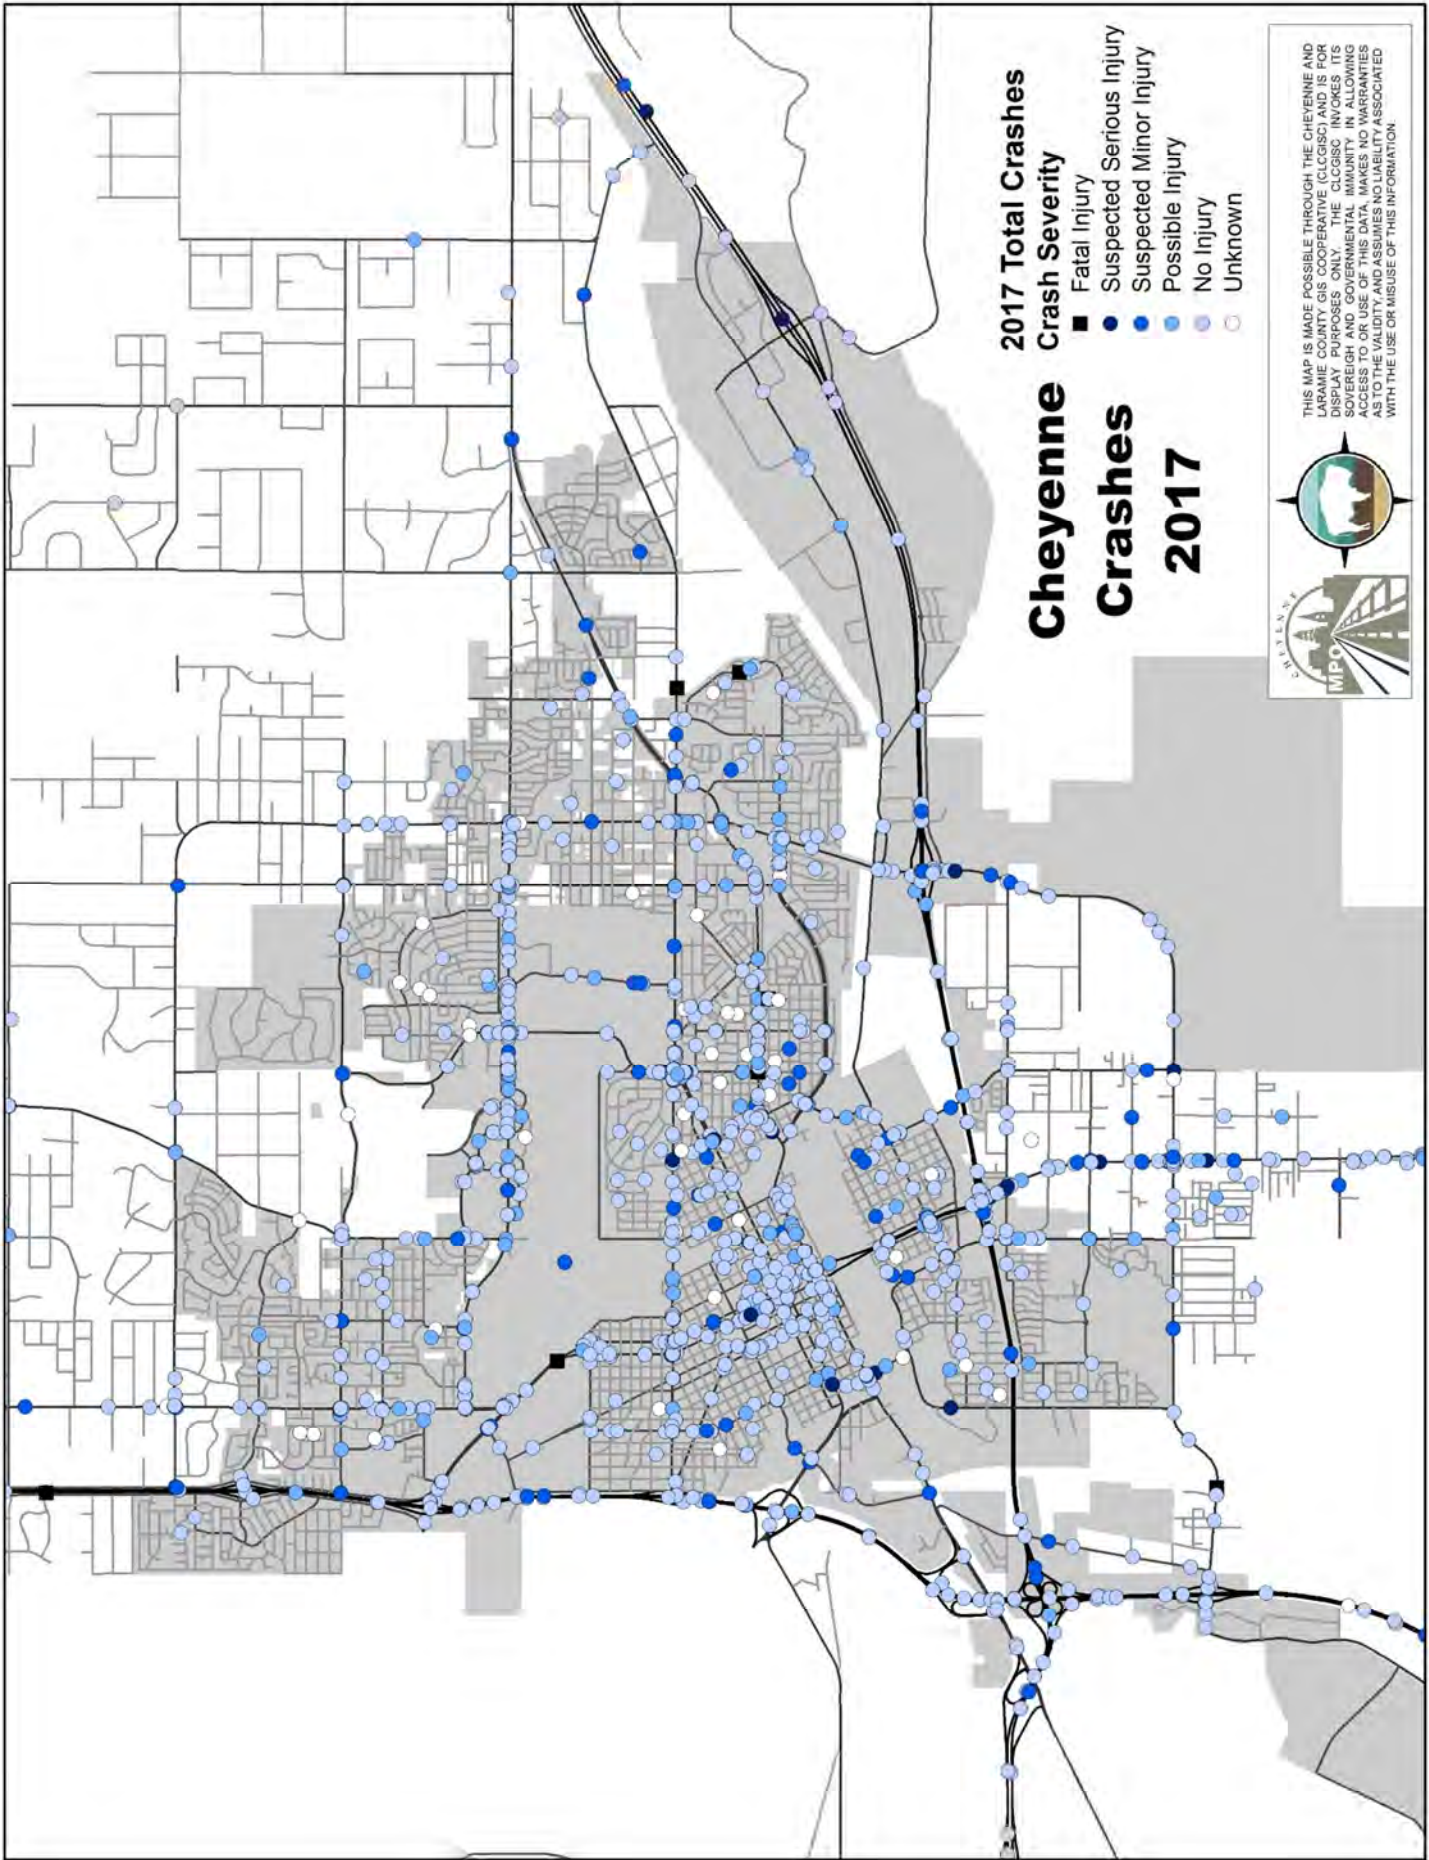 Cheyenne
Crashes
2017
2017 Total Crashes
Crash Severity
Fatal Injury
Suspected Serious Injury
Suspected Minor Injury
Possible Injury
No Injury
Unknown
CHEYENNE
MPO
THIS MAP IS MADE POSSIBLE THROUGH THE CHEYENNE AND
LARAMIE COUNTY GIS COOPERATIVE (CLCGISC) AND IS FOR
DISPLAY PURPOSES ONLY. THE CLCGISC INVOKES ITS
SOVEREIGH AND GOVERNMENTAL IMMUNITY IN ALLOWING
ACCESS TO OR USE OF THIS DATA, MAKES NO WARRANTIES
AS TO THE VALIDITY, AND ASSUMES NO LIABILITY ASSOCIATED
WITH THE USE OR MISUSE OF THIS INFORMATION